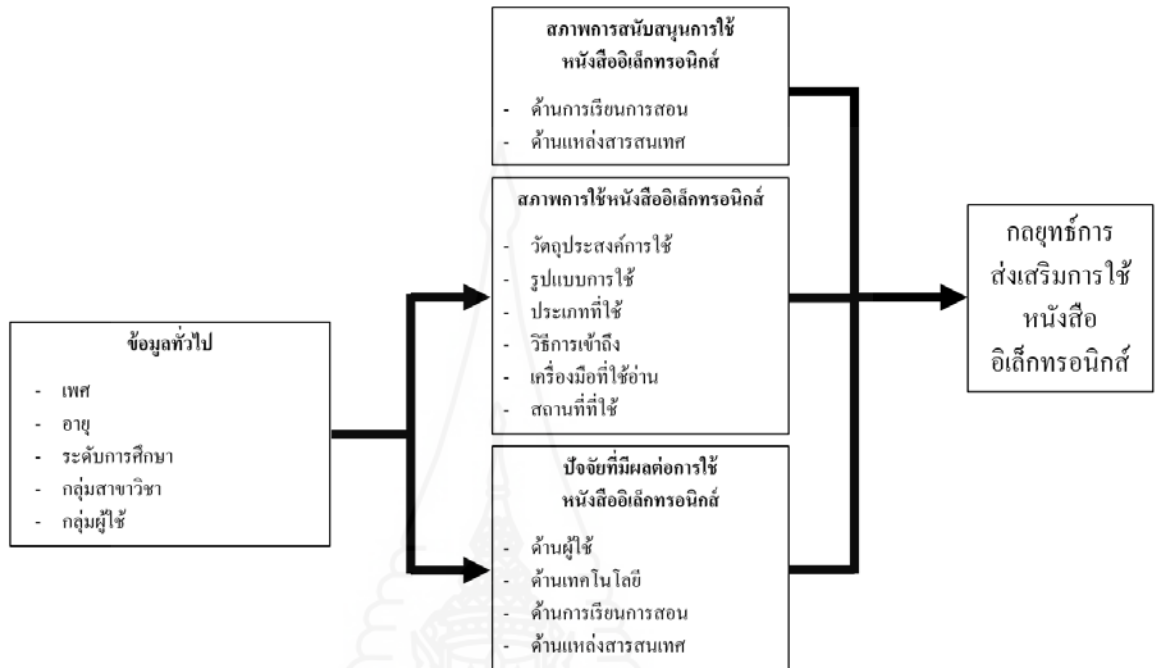 สภาพการสนับสนุนการใช้
หนังสืออิเล็กทรอนิกส์
- ด้านการเรียนการสอน
- ด้านแหล่งสารสนเทศ
ข้อมูลทั่วไป
- เพศ
- อายุ
- ระดับการศึกษา
- กลุ่มสาขาวิชา
- กลุ่มผู้ใช้
สภาพการใช้หนังสืออิเล็กทรอนิกส์
- วัตถุประสงค์การใช้
- รูปแบบการใช้
- ประเภทที่ใช้
- วิธีการเข้าถึง
- เครื่องมือที่ใช้อ่าน
- สถานที่ที่ใช้
ปัจจัยที่มีผลต่อการใช้
หนังสืออิเล็กทรอนิกส์
- ด้านผู้ใช้
- ด้านเทคโนโลยี
- ด้านการเรียนการสอน
- ด้านแหล่งสารสนเทศ
กลยุทธ์การ
ส่งเสริมการใช้
หนังสือ
อิเล็กทรอนิกส์